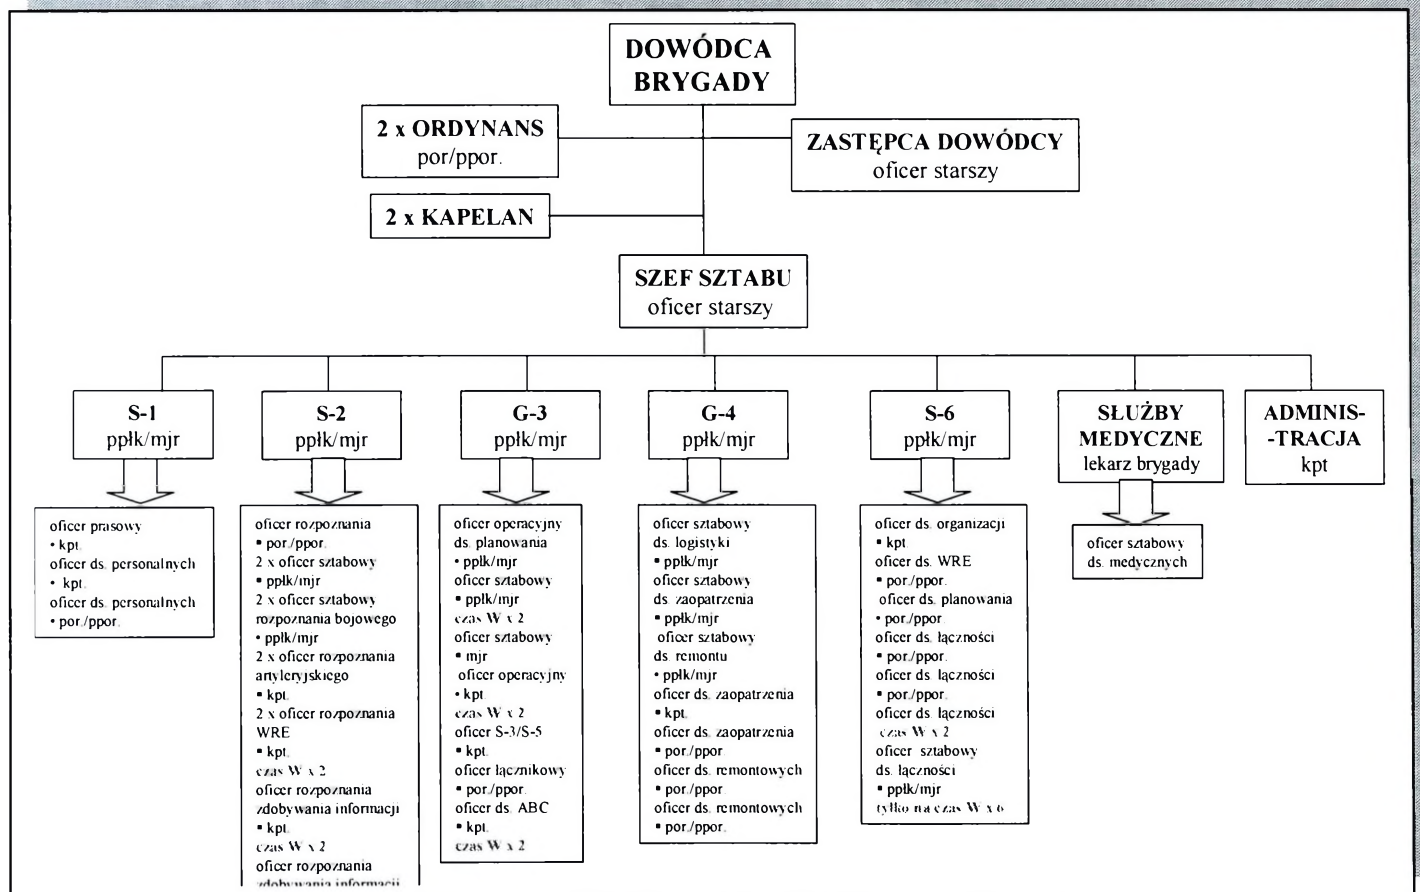 DOWÓDCA
BRYGADY
2 x ORDYNANS
por/ppor.
ZASTĘPCA DOWÓDCY
oficer starszy
2 x KAPELAN
SZEF SZTABU
oficer starszy
S-1
ppłk/mjr
S-2
ppłk/mjr
G-3
ppłk/mjr
G-4
ppłk/mjr
S-6
ppłk/mjr
SŁUŻBY
MEDYCZNE
lekarz brygady
ADMINIS-
-TRACJA
kpt
oficer prasowy
• kpt.
oficer ds. personalnych
• kpt.
oficer ds. personalnych
• por./ppor.
oficer rozpoznania
▪ por./ppor.
2 x oficer sztabowy
▪ ppłk/mjr
2 x oficer sztabowy
rozpoznania bojowego
• ppłk/mjr
2 x oficer rozpoznania
artyleryjskiego
▪ kpt.
2 x oficer rozpoznania
WRE
▪ kpt.
czas W x 2
oficer rozpoznania
zdobywania informacji
▪ kpt.
czas W x 2
oficer rozpoznania
zdobywania informacji
oficer operacyjny
ds. planowania
▪ ppłk/mjr
oficer sztabowy
▪ ppłk/mjr
czas W x 2
oficer sztabowy
▪ mjr
oficer operacyjny
• kpt.
czas W x 2
oficer S-3/S-5
▪ kpt.
oficer łącznikowy
▪ por./ppor.
oficer ds. ABC
▪ kpt.
czas W x 2
oficer sztabowy
ds. logistyki
▪ ppłk/mjr
oficer sztabowy
ds. zaopatrzenia
▪ ppłk/mjr
oficer sztabowy
ds. remontu
• ppłk/mjr
oficer ds. zaopatrzenia
▪ kpt.
oficer ds. zaopatrzenia
▪ por./ppor
oficer ds. remontowych
▪ por./ppor
oficer ds. remontowych
▪ por./ppor.
oficer ds. organizacji
▪ kpt.
oficer ds. WRE
▪ por./ppor.
oficer ds. planowania
• por./ppor
oficer ds. łączności
▪ por./ppor.
oficer ds. łączności
▪ por./ppor.
oficer ds. łączności
czas W x 2
oficer sztabowy
ds. łączności
▪ ppłk/mjr
tylko na czas W x 6
oficer sztabowy
ds. medycznych